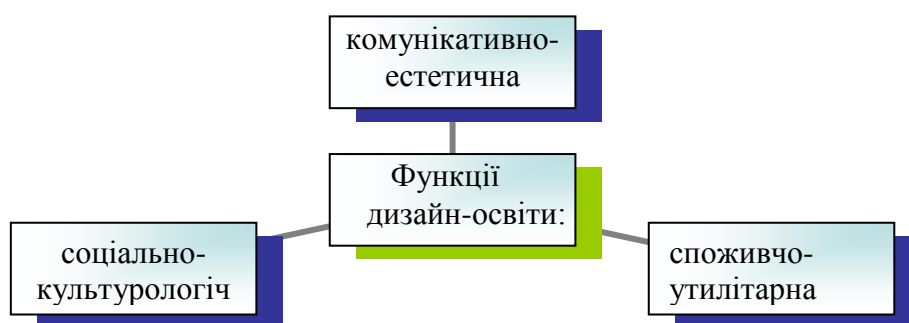 комунікативно-
естетична
Функції
дизайн-освіти:
соціально-
культурологіч
споживчо-
утилітарна